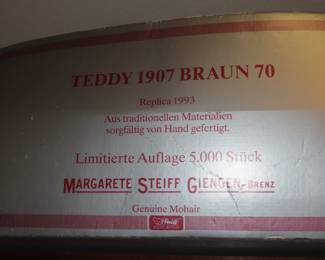 TEDDY 1907 BRAUN 70
Replica 1993
Aus traditionellen Materialien
sorgfältig von Hand gefertigt.
Limitierte Auflage 5.000 Stück
MARGARETE STEIFF GIENGEN-BRENZ
Genuine Mohair
Steiff